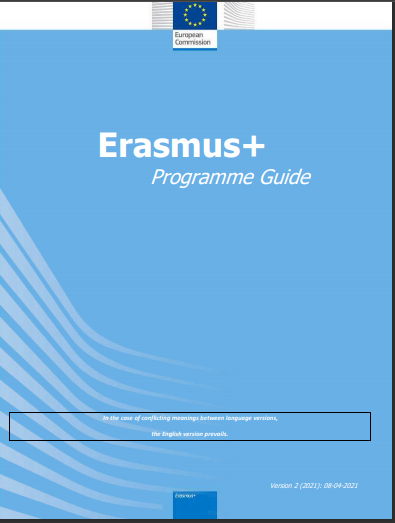 European
Commission
Erasmus+
Programme Guide
In the case of conflicting meanings between language versions,
the English version prevails.
Version 2 (2021): 08-04-2021
Erasmus+